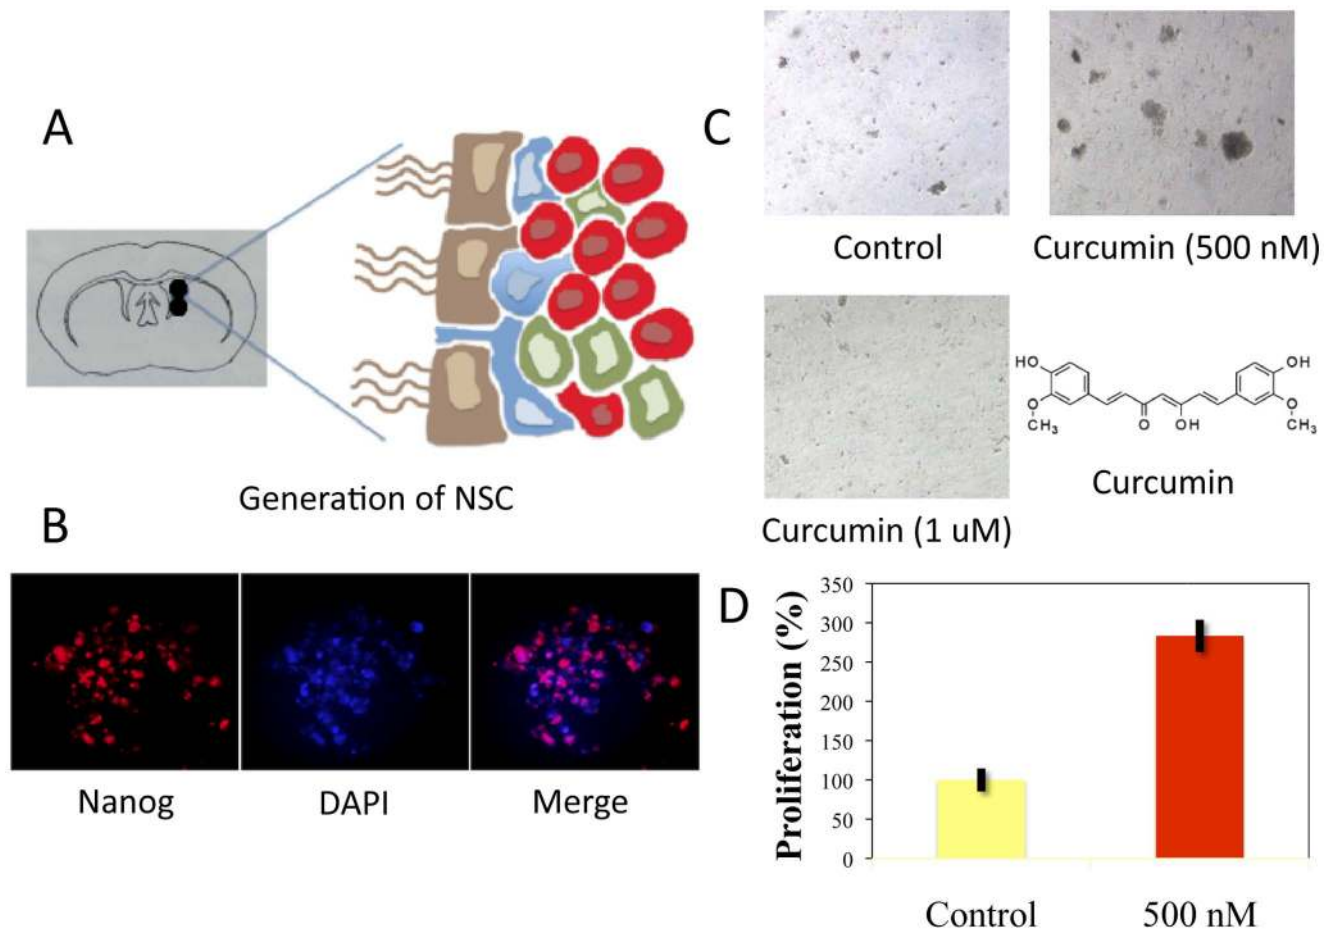 A
Generation of NSC
B
Nanog
DAPI
Merge
C
Control
Curcumin (500 nM)
Curcumin (1 uM)
HO
O
CH3
O
OH
OH
O
CH3
Curcumin
D
Proliferation (%)
350
300
250
200
150
100
50
0
Control
500 nM